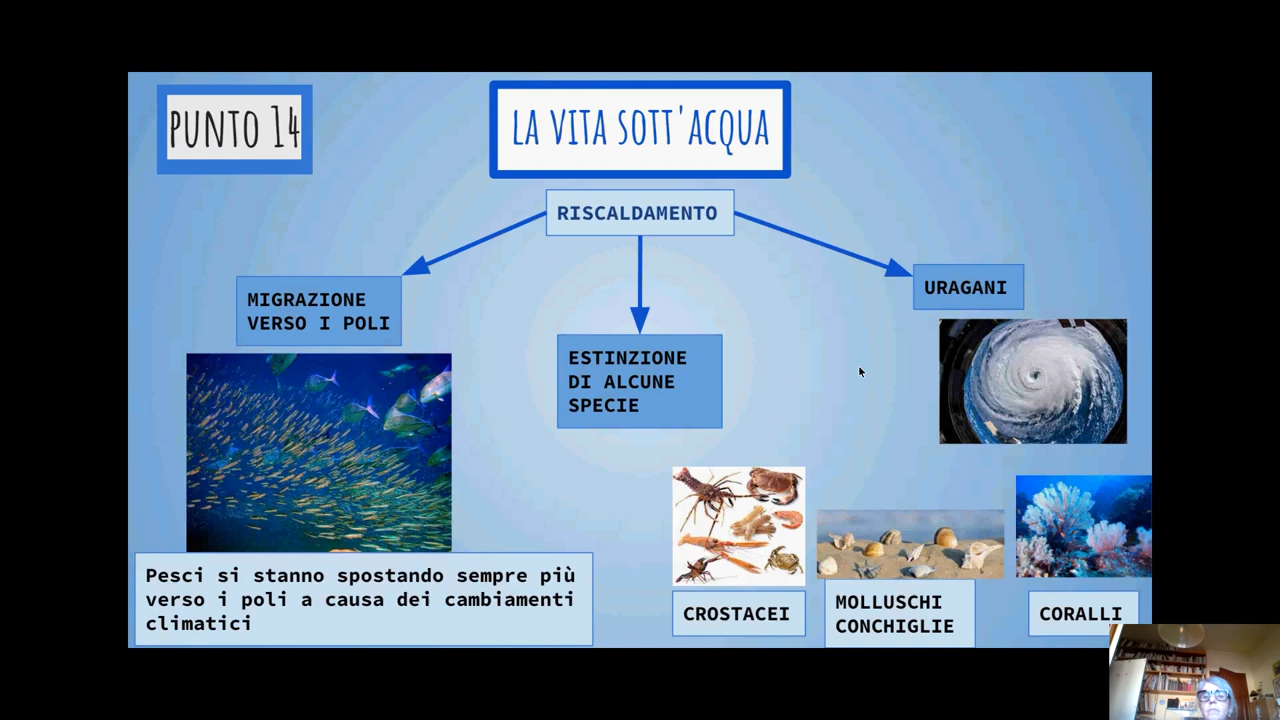 PUNTO 14
LA VITA SOTT'ACQUA
RISCALDAMENTO
MIGRAZIONE
VERSO I POLI
ESTINZIONE
DI ALCUNE
SPECIE
URAGANI
Pesci si stanno spostando sempre più
verso i poli a causa dei cambiamenti
climatici
CROSTACEI
MOLLUSCHI
CONCHIGLIE
CORALLI